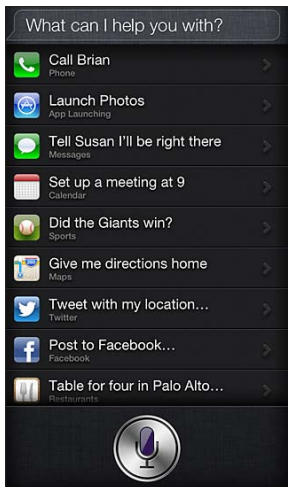 What can I help you with?
Call Brian
Phone
Launch Photos
App Launching
Tell Susan I'll be right there
Messages
Set up a meeting at 9
Calendar
Did the Giants win?
Sports
Give me directions home
Maps
Tweet with my location…
Twitter
Post to Facebook…
Facebook
Table for four in Palo Alto…
Restaurants